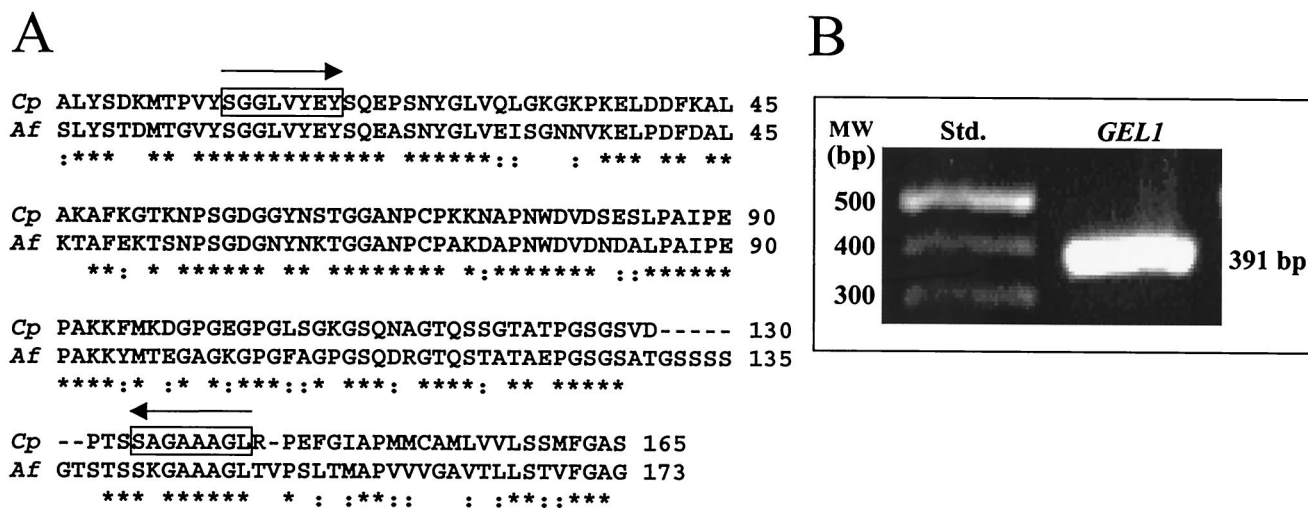 A
Cp ALYSDKMTPVYSGGLVYEYSQEPSNYGLVQLGKGKPKELDDFKAL 45
Af SLYSTDMTGVYSGGLVYEYSQEASNYGLVEISGNNVKELPDFDAL 45
:*** ** ** **************** *******:: : *** ** **
Cp AKAFKGTKNPSGDGGYNSTGGANPCPKKNAPNWDVDSESLPAIPE 90
Af KTAFEKTSNPSGDGNYNKTGGANPCPAKDAPNWDVDNDALPAIPE 90
**: * ****** ** ******** *:******* ::******
Cp PAKKFMKDGPGEGPGLSGKGSQNAGTQSSGTATPGSGSVD----- 130
Af PAKKYMTEGAGKGPGFAGPGSQDRGTQSTATAEPGSGSATGSSSS 135
****:* :* *:***::* ***: ****: ** *****
Cp --PTSSAGAAAGLR-PEFGIAPMMCAMLVVLSSMFGAS 165
Af GTSTSSKGAAAGLTVPSLTMAPVVVGAVTLLSTVFGAG 173
*** ****** * : :**:: : :**::***
B
MW (bp)
Std.
GEL1
500
400
300
391 bp